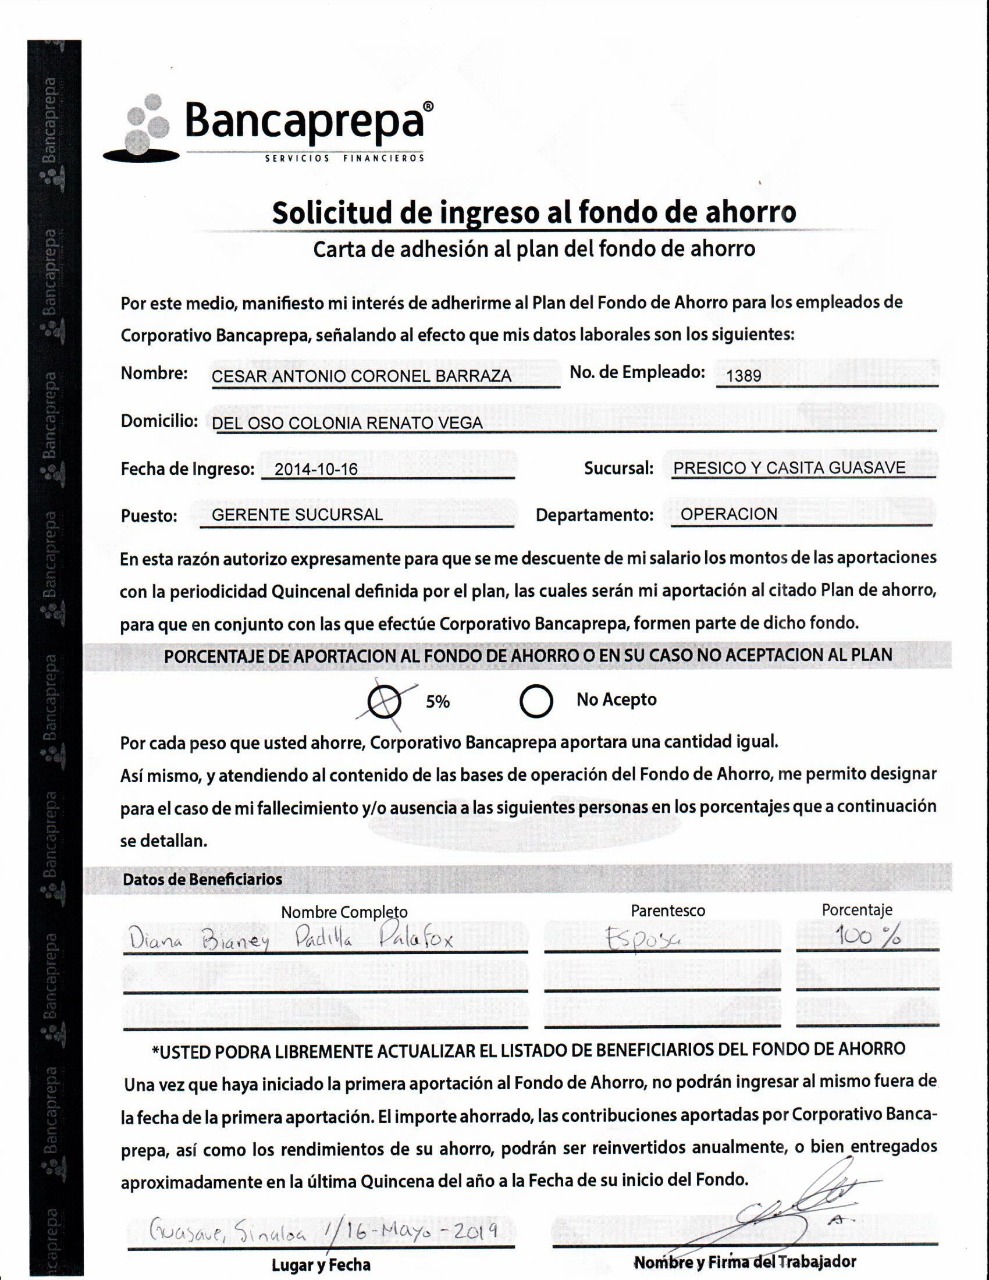 Bancaprepa®
SERVICIOS FINANCIEROS
Solicitud de ingreso al fondo de ahorro
Carta de adhesión al plan del fondo de ahorro
Por este medio, manifiesto mi interés de adherirme al Plan del Fondo de Ahorro para los empleados de
Corporativo Bancaprepa, señalando al efecto que mis datos laborales son los siguientes:
Nombre: CESAR ANTONIO CORONEL BARRAZA No. de Empleado: 1389
Domicilio: DEL OSO COLONIA RENATO VEGA
Fecha de Ingreso: 2014-10-16 Sucursal: PRESICO Y CASITA GUASAVE
Puesto: GERENTE SUCURSAL Departamento: OPERACION
En esta razón autorizo expresamente para que se me descuente de mi salario los montos de las aportaciones
con la periodicidad Quincenal definida por el plan, las cuales serán mi aportación al citado Plan de ahorro,
para que en conjunto con las que efectúe Corporativo Bancaprepa, formen parte de dicho fondo.
PORCENTAJE DE APORTACION AL FONDO DE AHORRO O EN SU CASO NO ACEPTACION AL PLAN
5% No Acepto
Por cada peso que usted ahorre, Corporativo Bancaprepa aportara una cantidad igual.
Así mismo, y atendiendo al contenido de las bases de operación del Fondo de Ahorro, me permito designar
para el caso de mi fallecimiento y/o ausencia a las siguientes personas en los porcentajes que a continuación
se detallan.
Datos de Beneficiarios
Nombre Completo Parentesco Porcentaje
Diana Bianey Padilla Palafox Esposa 100 %
*USTED PODRA LIBREMENTE ACTUALIZAR EL LISTADO DE BENEFICIARIOS DEL FONDO DE AHORRO
Una vez que haya iniciado la primera aportación al Fondo de Ahorro, no podrán ingresar al mismo fuera de
la fecha de la primera aportación. El importe ahorrado, las contribuciones aportadas por Corporativo Banca-
prepa, así como los rendimientos de su ahorro, podrán ser reinvertidos anualmente, o bien entregados
aproximadamente en la última Quincena del año a la Fecha de su inicio del Fondo.
Guasave, Sinaloa 1/16-Mayo-2019
Lugar y Fecha Nombre y Firma del Trabajador
Bancaprepa
Bancaprepa
Bancaprepa
Bancaprepa
Bancaprepa
Bancaprepa
Bancaprepa
Bancaprepa
ncaprepa